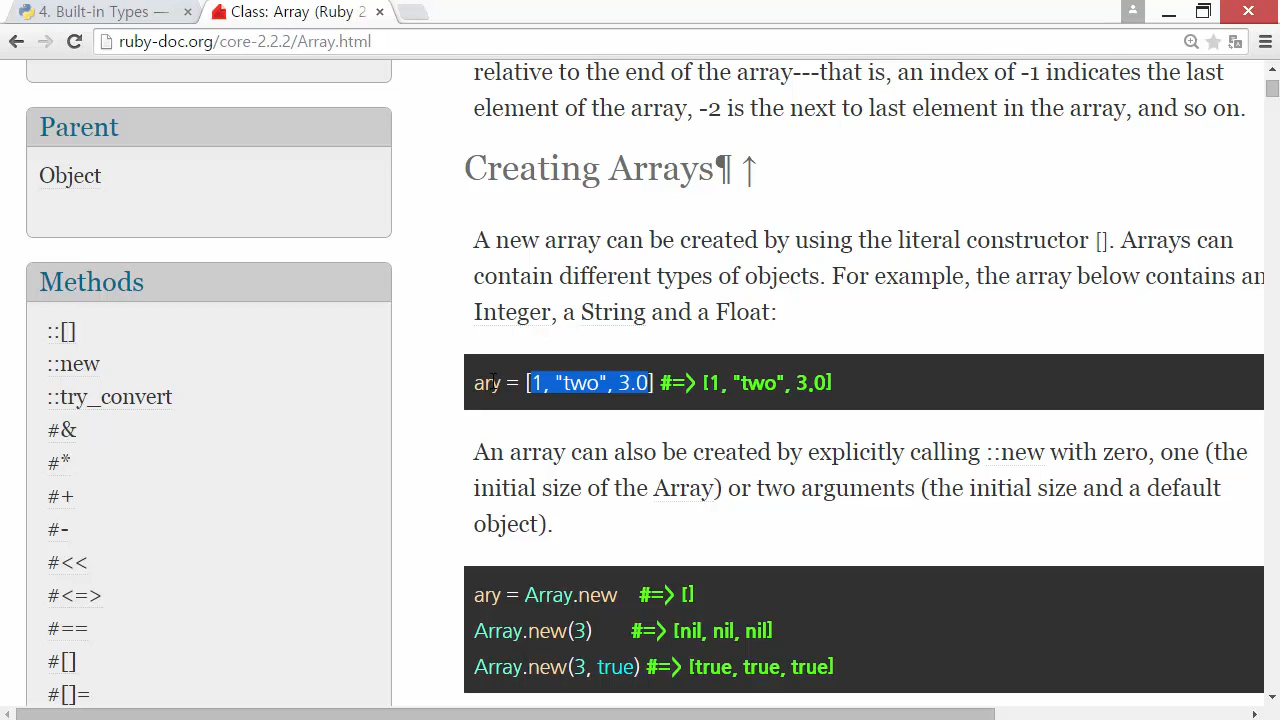 4. Built-in Types —
Class: Array (Ruby 2
ruby-doc.org/core-2.2.2/Array.html
Parent
Object
Methods
::[]
::new
::try_convert
#&
#*
#+
#-
#<<
#<=>
#==
#[]
#[]=
relative to the end of the array---that is, an index of -1 indicates the last
element of the array, -2 is the next to last element in the array, and so on.
Creating Arrays¶ ↑
A new array can be created by using the literal constructor []. Arrays can
contain different types of objects. For example, the array below contains an
Integer, a String and a Float:
ary = [1, "two", 3.0] #=> [1, "two", 3.0]
An array can also be created by explicitly calling ::new with zero, one (the
initial size of the Array) or two arguments (the initial size and a default
object).
ary = Array.new #=> []
Array.new(3) #=> [nil, nil, nil]
Array.new(3, true) #=> [true, true, true]